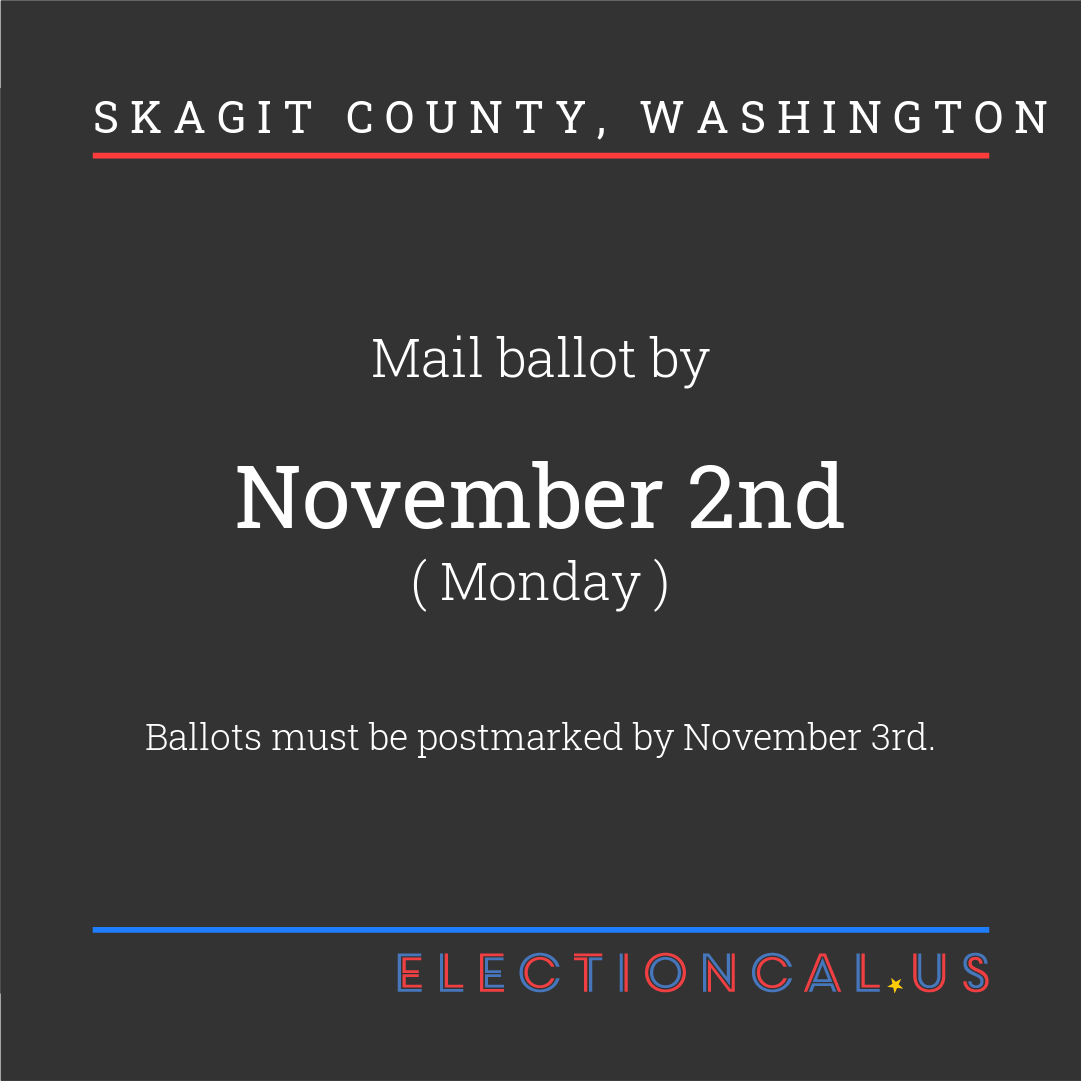 SKAGIT COUNTY, WASHINGTON
Mail ballot by
November 2nd
( Monday )
Ballots must be postmarked by November 3rd.
ELECTIONCAL.US